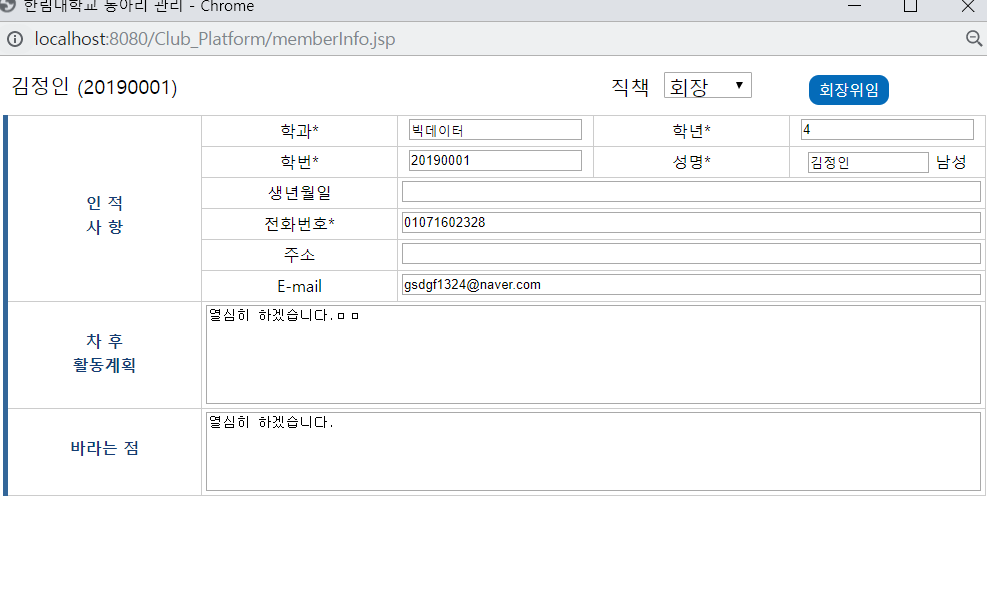 한림대학교 동아리 관리 - Chrome
localhost:8080/Club_Platform/memberInfo.jsp
김정인 (20190001) 직책 회장 회장위임
학과* 빅데이터 학년* 4
학번* 20190001 성명* 김정인 남성
인 적
사 항
생년월일
전화번호* 01071602328
주소
E-mail gsdgf1324@naver.com
차 후
활동계획
열심히 하겠습니다.ㅁㅁ
바라는 점
열심히 하겠습니다.